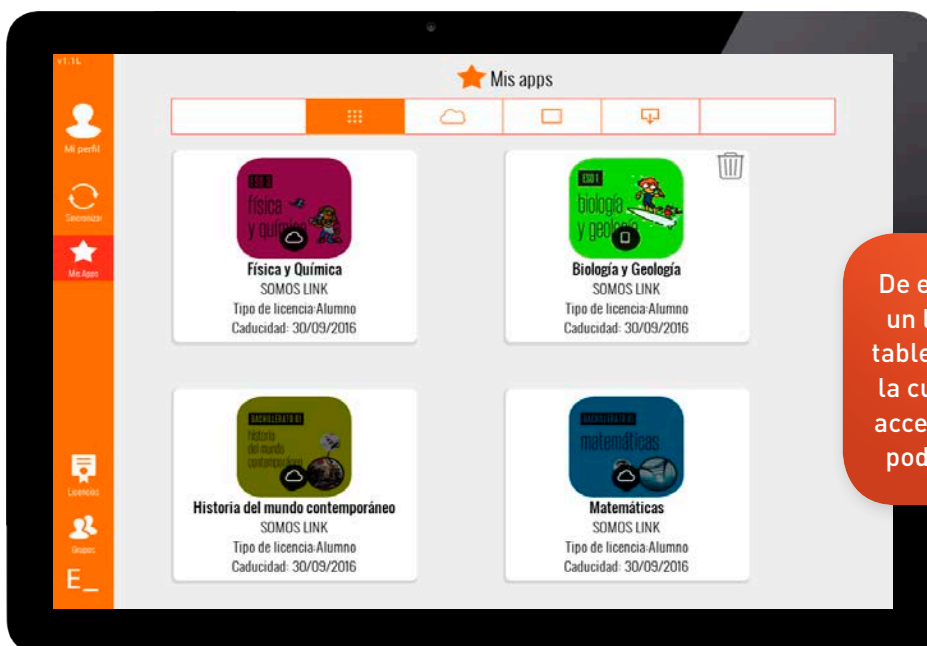 v1.1L
Mis apps
Mi perfil
Sincronizar
Mis Apps
Licencias
Grupos
E_
ESO 3
física
y química
Física y Química
SOMOS LINK
Tipo de licencia:Alumno
Caducidad: 30/09/2016
ESO 1
biología
y geología
Biología y Geología
SOMOS LINK
Tipo de licencia:Alumno
Caducidad: 30/09/2016
BACHILLERATO 01
historia
del mundo
contemporáneo
Historia del mundo contemporáneo
SOMOS LINK
Tipo de licencia:Alumno
Caducidad: 30/09/2016
BACHILLERATO 01
matemáticas
Matemáticas
SOMOS LINK
Tipo de licencia:Alumno
Caducidad: 30/09/2016
De e
un l
table
la cu
acce
pod